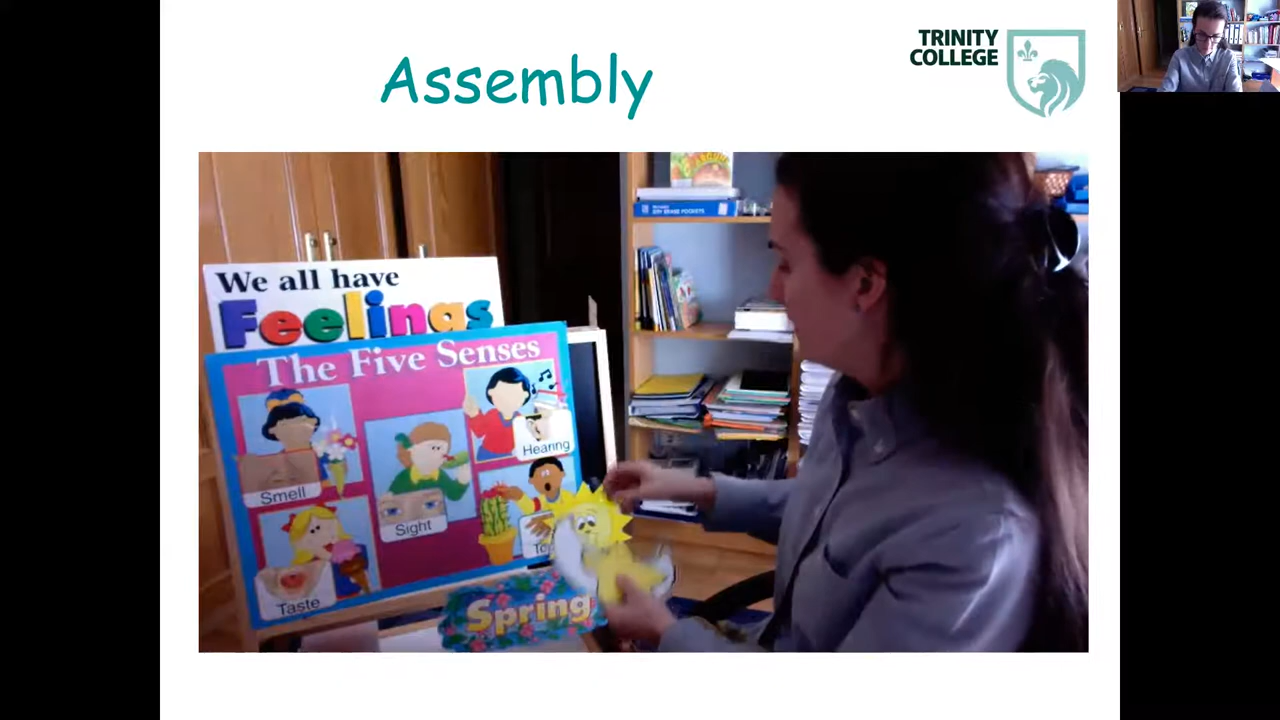 Assembly
TRINITY
COLLEGE
We all have
Feelings
The Five Senses
Hearing
Smell
Sight
Taste
Spring